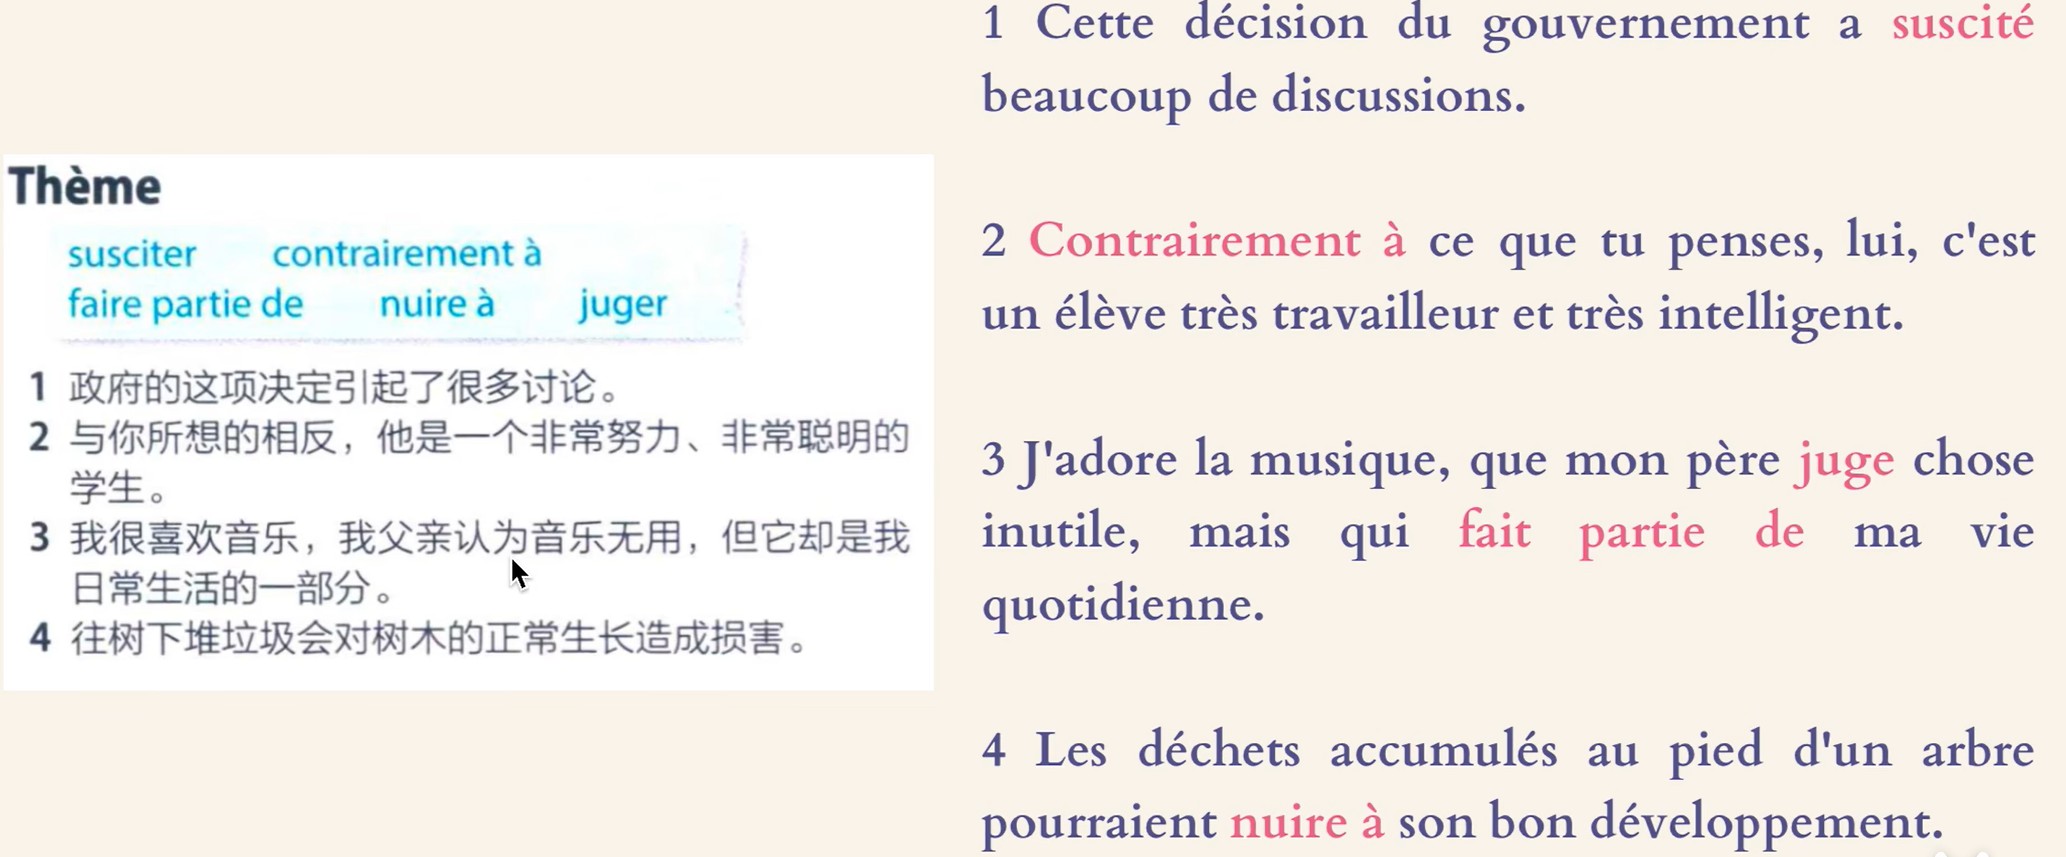 Thème
susciter contrairement à
faire partie de nuire à juger
1 政府的这项决定引起了很多讨论。
2 与你所想的相反，他是一个非常努力、非常聪明的
学生。
3 我很喜欢音乐，我父亲认为音乐无用，但它却是我
日常生活的一部分。
4 往树下堆垃圾会对树木的正常生长造成损害。
1 Cette décision du gouvernement a suscité
beaucoup de discussions.
2 Contrairement à ce que tu penses, lui, c'est
un élève très travailleur et très intelligent.
3 J'adore la musique, que mon père juge chose
inutile, mais qui fait partie de ma vie
quotidienne.
4 Les déchets accumulés au pied d'un arbre
pourraient nuire à son bon développement.